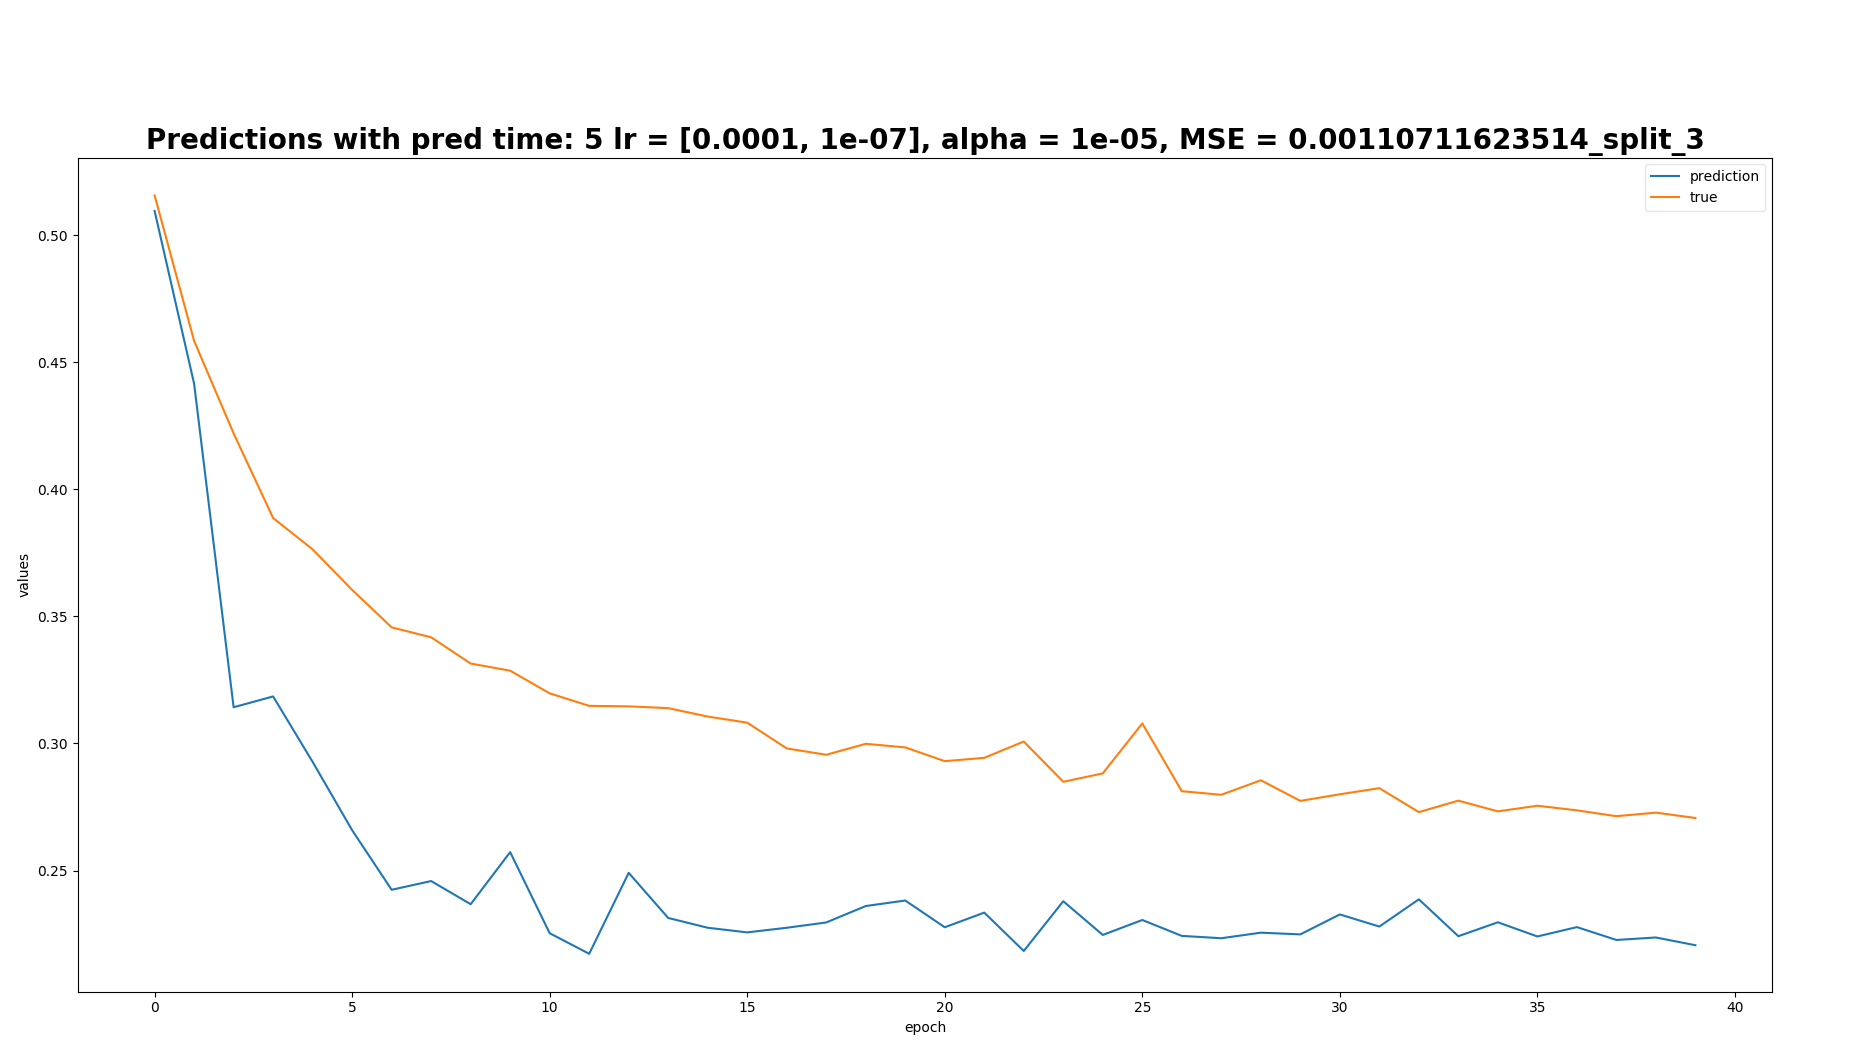 Predictions with pred time: 5 lr = [0.0001, 1e-07], alpha = 1e-05, MSE = 0.00110711623514_split_3
prediction
true
0.50
0.45
0.40
0.35
0.30
0.25
values
0 5 10 15 20 25 30 35 40
epoch